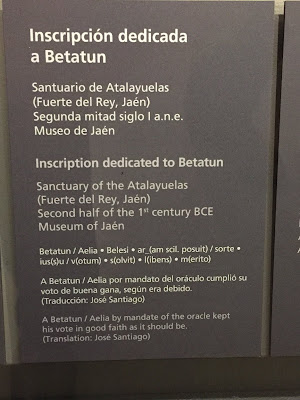 Inscripción dedicada
a Betatun
Santuario de Atalayuelas
(Fuerte del Rey, Jaén)
Segunda mitad siglo I a.n.e.
Museo de Jaén
Inscription dedicated to Betatun
Sanctuary of the Atalayuelas
(Fuerte del Rey, Jaén)
Second half of the 1st century BCE
Museum of Jaén
Betatun / Aelia • Belesi • ar_(am scil. posuit) / sorte •
ius(s)u / v(otum) • s(olvit) • l(ibens) • m(erito)
A Betatun / Aelia por mandato del oráculo cumplió su
voto de buena gana, según era debido.
(Traducción: José Santiago)
A Betatun / Aelia by mandate of the oracle kept
his vote in good faith as it should be.
(Translation: José Santiago)